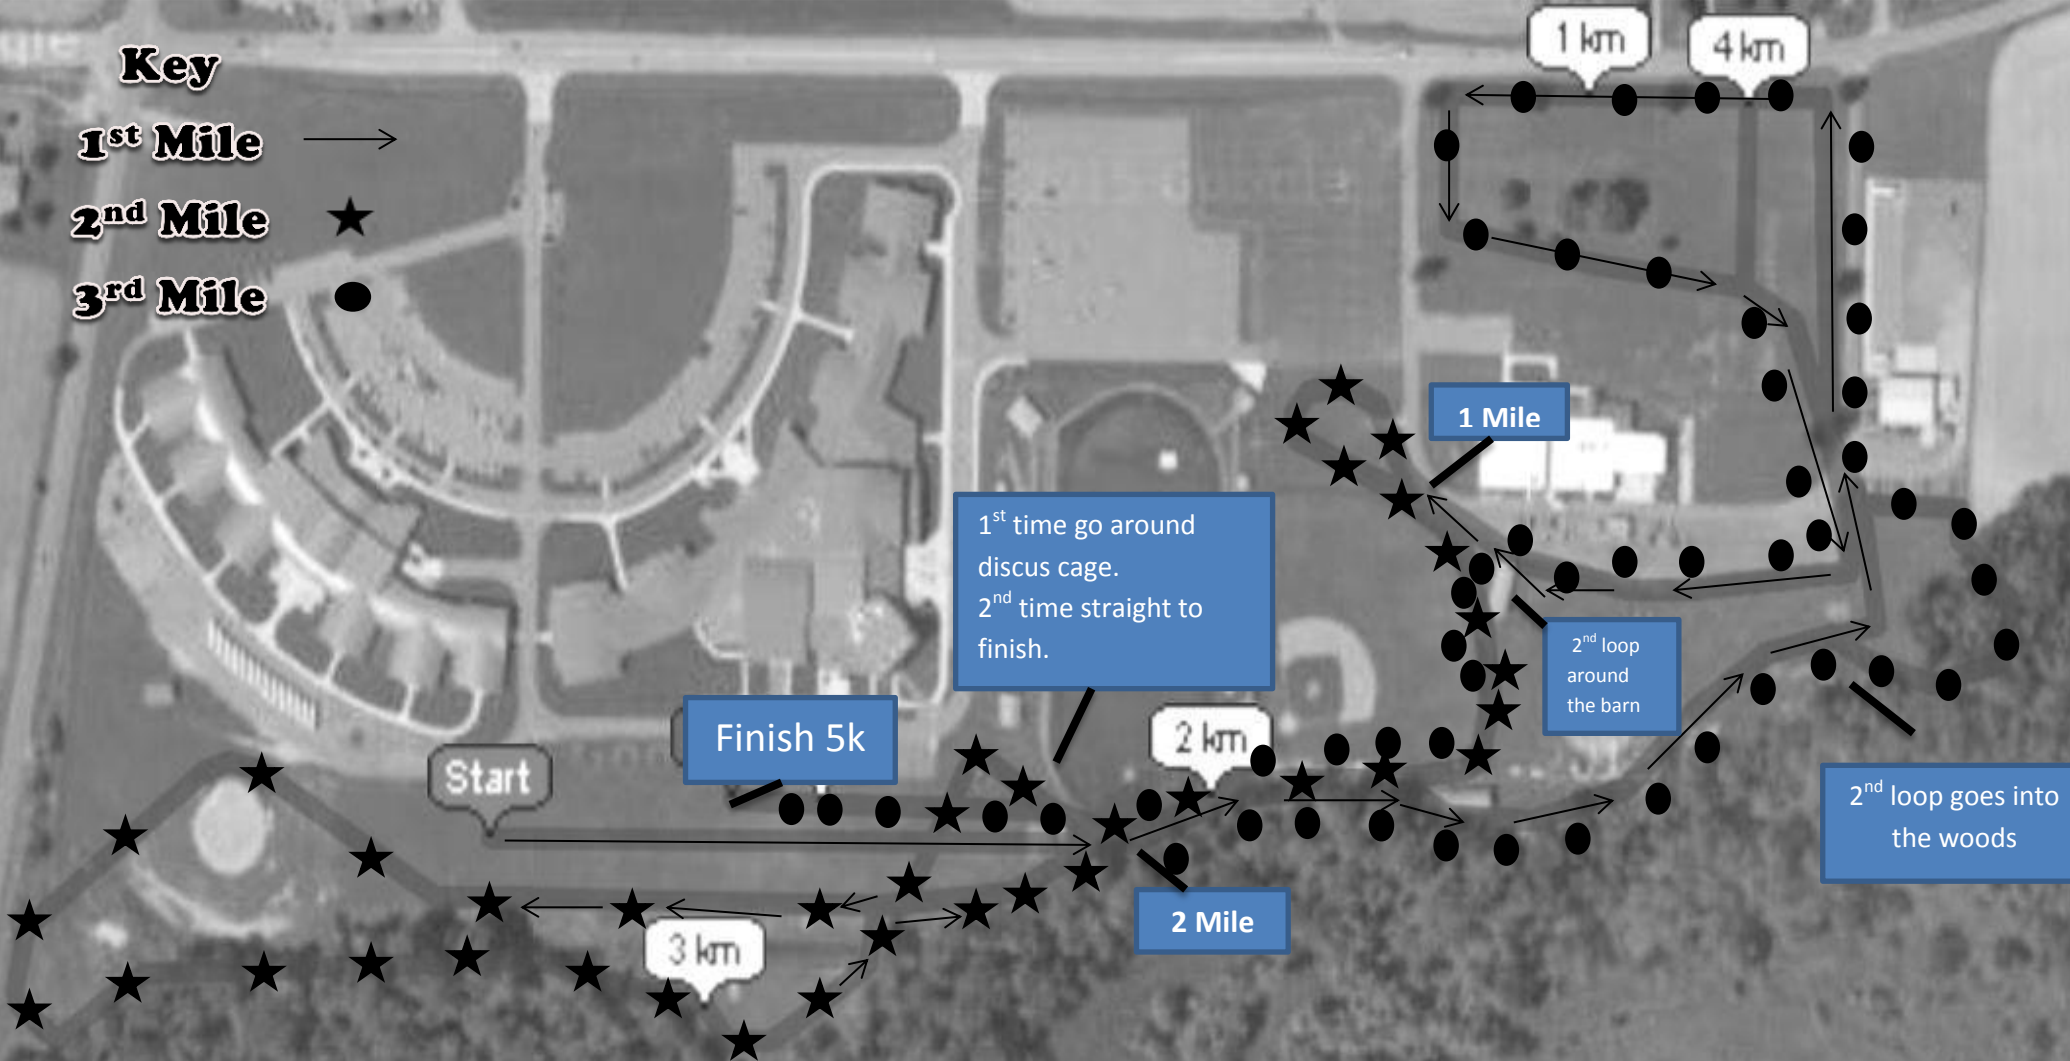 Key
1st Mile
2nd Mile
3rd Mile
1 km
4 km
1 Mile
1st time go around
discus cage.
2nd time straight to
finish.
2nd loop
around
the barn
Finish 5k
2 km
Start
2nd loop goes into
the woods
2 Mile
3 km